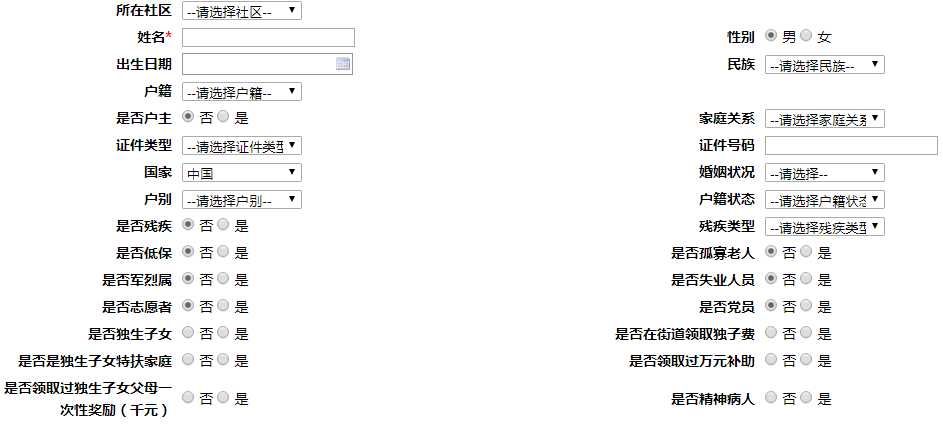 所在社区 --请选择社区--
姓名*
性别 男 女
出生日期
民族 --请选择民族--
户籍 --请选择户籍--
是否户主 否 是
家庭关系 --请选择家庭关系
证件类型 --请选择证件类型
证件号码
国家 中国
婚姻状况 --请选择--
户别 --请选择户别--
户籍状态 --请选择户籍状态
是否残疾 否 是
残疾类型 --请选择残疾类型
是否低保 否 是
是否孤寡老人 否 是
是否军烈属 否 是
是否失业人员 否 是
是否志愿者 否 是
是否党员 否 是
是否独生子女 否 是
是否在街道领取独子费 否 是
是否是独生子女特扶家庭 否 是
是否领取过万元补助 否 是
是否领取过独生子女父母一
次性奖励（千元） 否 是
是否精神病人 否 是